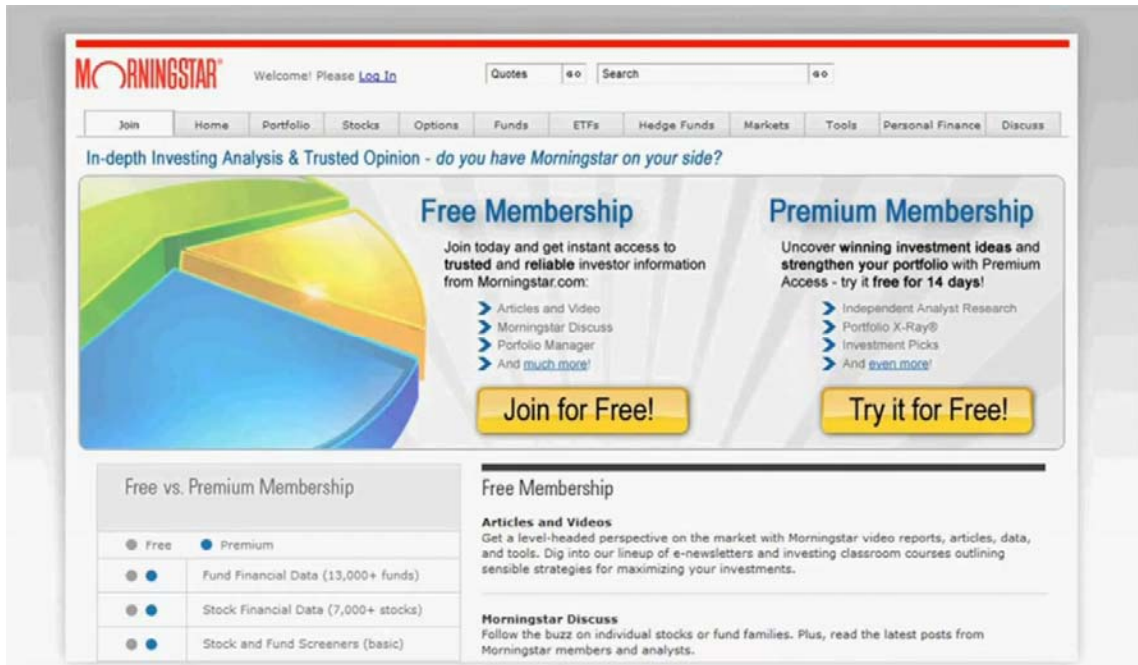 MORNINGSTAR®
Welcome! Please Log In
Quotes
GO
Search
GO
Join
Home
Portfolio
Stocks
Options
Funds
ETFs
Hedge Funds
Markets
Tools
Personal Finance
Discuss
In-depth Investing Analysis & Trusted Opinion - do you have Morningstar on your side?
Free Membership
Join today and get instant access to
trusted and reliable investor information
from Morningstar.com:
Articles and Video
Morningstar Discuss
Porfolio Manager
And much more!
Join for Free!
Premium Membership
Uncover winning investment ideas and
strengthen your portfolio with Premium
Access - try it free for 14 days!
Independent Analyst Research
Portfolio X-Ray®
Investment Picks
And even more!
Try it for Free!
Free vs. Premium Membership
Free
Premium
Fund Financial Data (13,000+ funds)
Stock Financial Data (7,000+ stocks)
Stock and Fund Screeners (basic)
Free Membership
Articles and Videos
Get a level-headed perspective on the market with Morningstar video reports, articles, data,
and tools. Dig into our lineup of e-newsletters and investing classroom courses outlining
sensible strategies for maximizing your investments.
Morningstar Discuss
Follow the buzz on individual stocks or fund families. Plus, read the latest posts from
Morningstar members and analysts.